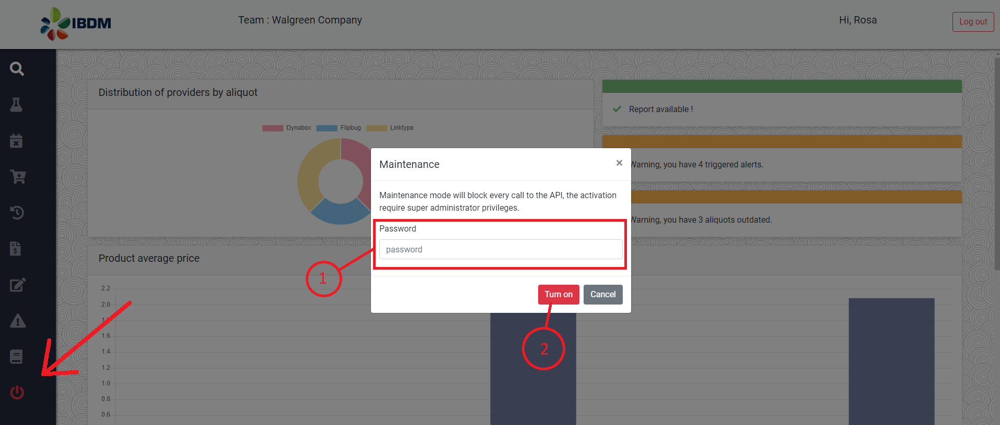 IBDM
Team : Walgreen Company
Hi, Rosa
Log out
Distribution of providers by aliquot
Dynabox Flipbug Linktype
Report available !
Warning, you have 4 triggered alerts.
Warning, you have 3 aliquots outdated.
Maintenance
×
Maintenance mode will block every call to the API, the activation
require super administrator privileges.
Password
password
1
Turn on
Cancel
2
Product average price
2.2
2.0
1.8
1.6
1.4
1.2
1.0
0.8
0.6